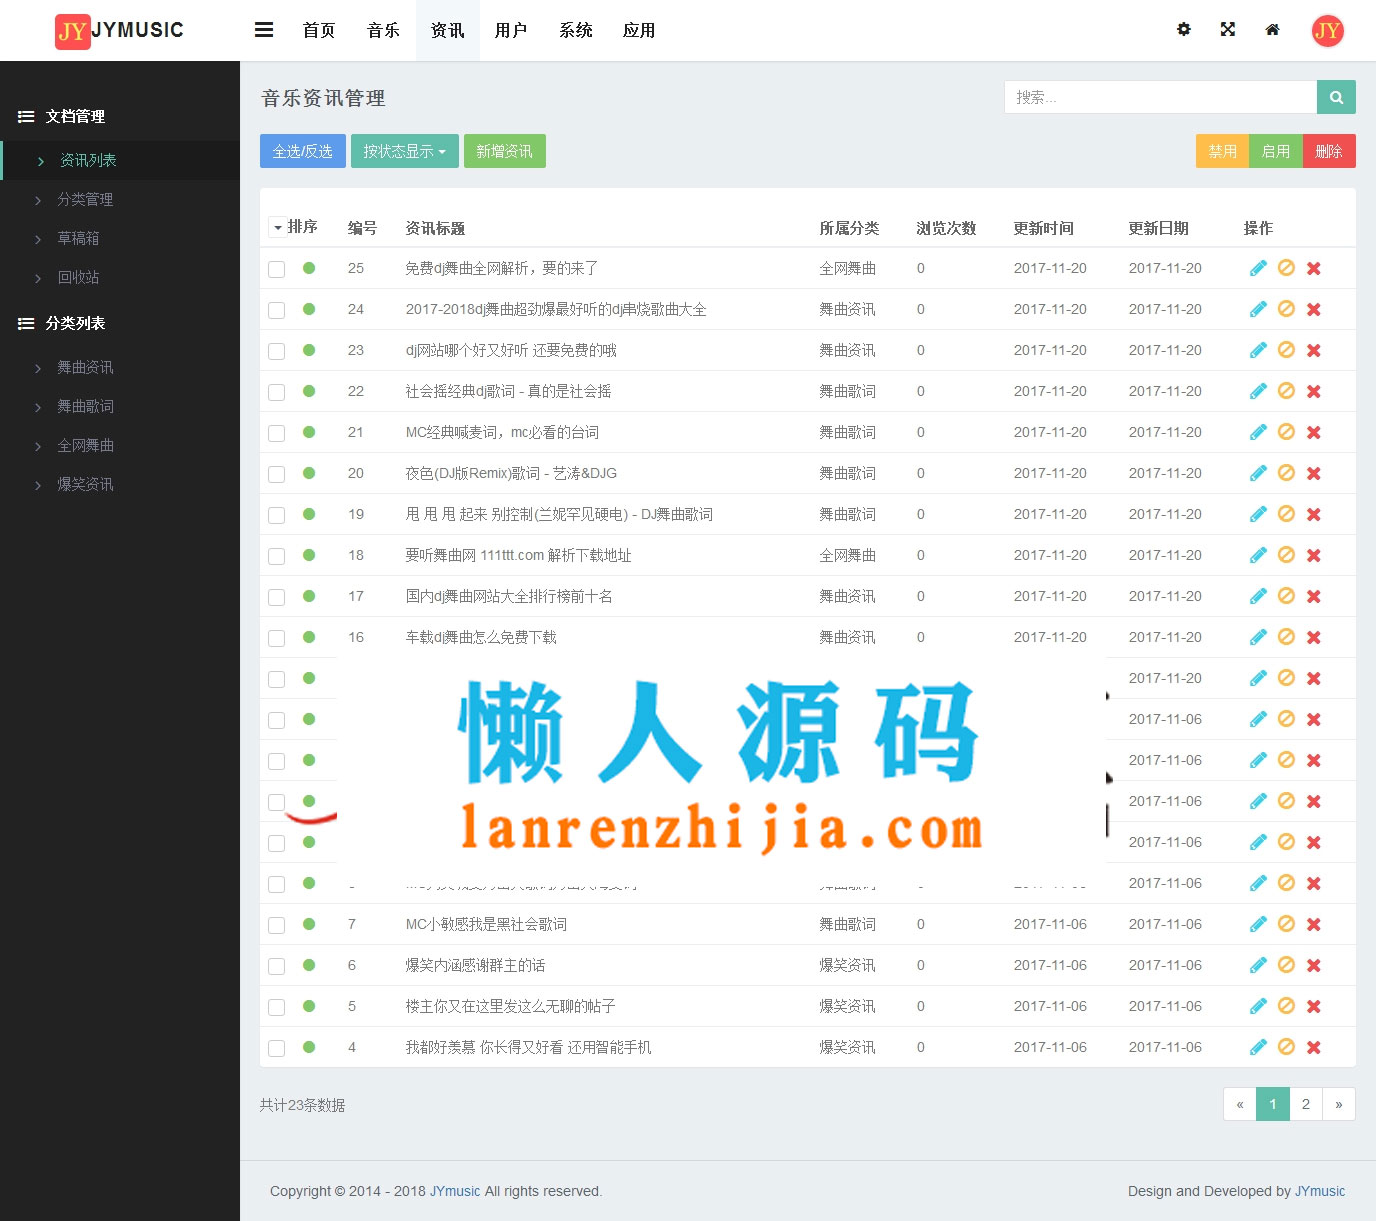 JY JYMUSIC 首页 音乐 资讯 用户 系统 应用 JY
文档管理
资讯列表
分类管理
草稿箱
回收站
分类列表
舞曲资讯
舞曲歌词
全网舞曲
爆笑资讯
音乐资讯管理 搜索...
全选/反选 按状态显示 新增资讯 禁用 启用 删除
排序 编号 资讯标题 所属分类 浏览次数 更新时间 更新日期 操作
25 免费dj舞曲全网解析，要的来了 全网舞曲 0 2017-11-20 2017-11-20
24 2017-2018dj舞曲超劲爆最好听的dj串烧歌曲大全 舞曲资讯 0 2017-11-20 2017-11-20
23 dj网站哪个好又好听 还要免费的哦 舞曲资讯 0 2017-11-20 2017-11-20
22 社会摇经典dj歌词 - 真的是社会摇 舞曲歌词 0 2017-11-20 2017-11-20
21 MC经典喊麦词，mc必看的台词 舞曲歌词 0 2017-11-20 2017-11-20
20 夜色(DJ版Remix)歌词 - 艺涛&DJG 舞曲歌词 0 2017-11-20 2017-11-20
19 甩 甩 甩 起来 别控制(兰妮罕见硬电) - DJ舞曲歌词 舞曲歌词 0 2017-11-20 2017-11-20
18 要听舞曲网 111ttt.com 解析下载地址 全网舞曲 0 2017-11-20 2017-11-20
17 国内dj舞曲网站大全排行榜前十名 舞曲资讯 0 2017-11-20 2017-11-20
16 车载dj舞曲怎么免费下载 舞曲资讯 0 2017-11-20 2017-11-20
2017-11-20
2017-11-06
2017-11-06
2017-11-06
2017-11-06
2017-11-06
懒人源码
lanrenzhijia.com
7 MC小敏感我是黑社会歌词 舞曲歌词 0 2017-11-06 2017-11-06
6 爆笑内涵感谢群主的话 爆笑资讯 0 2017-11-06 2017-11-06
5 楼主你又在这里发这么无聊的帖子 爆笑资讯 0 2017-11-06 2017-11-06
4 我都好羡慕 你长得又好看 还用智能手机 爆笑资讯 0 2017-11-06 2017-11-06
共计23条数据 « 1 2 »
Copyright © 2014 - 2018 JYmusic All rights reserved. Design and Developed by JYmusic